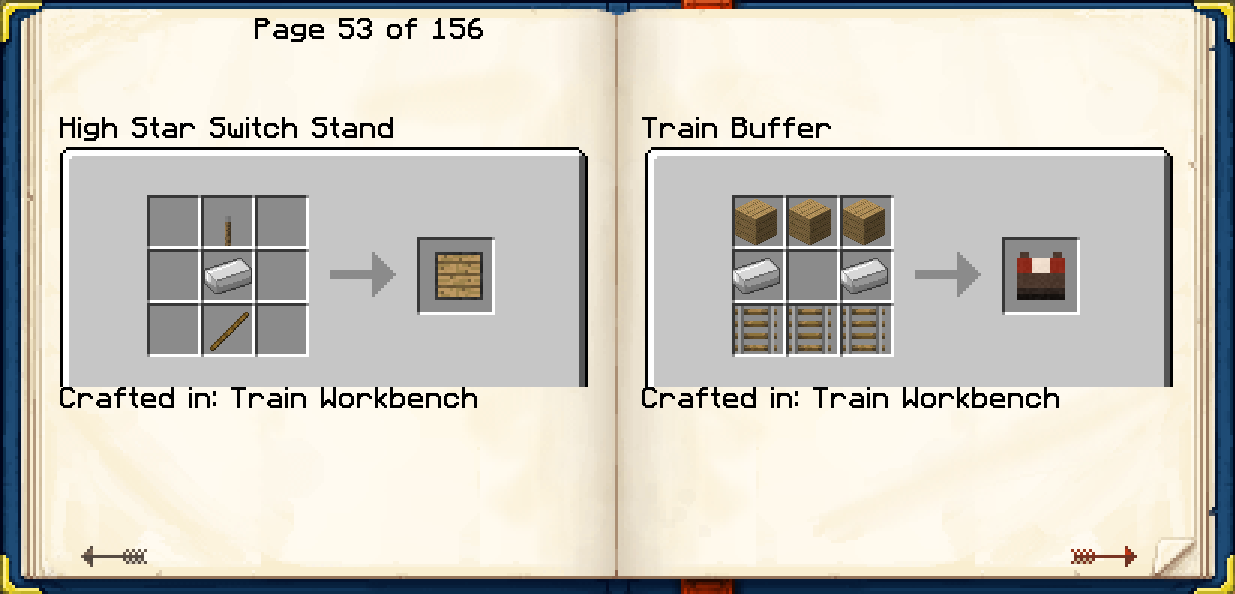 Page 53 of 156
High Star Switch Stand
Crafted in: Train Workbench
Train Buffer
Crafted in: Train Workbench